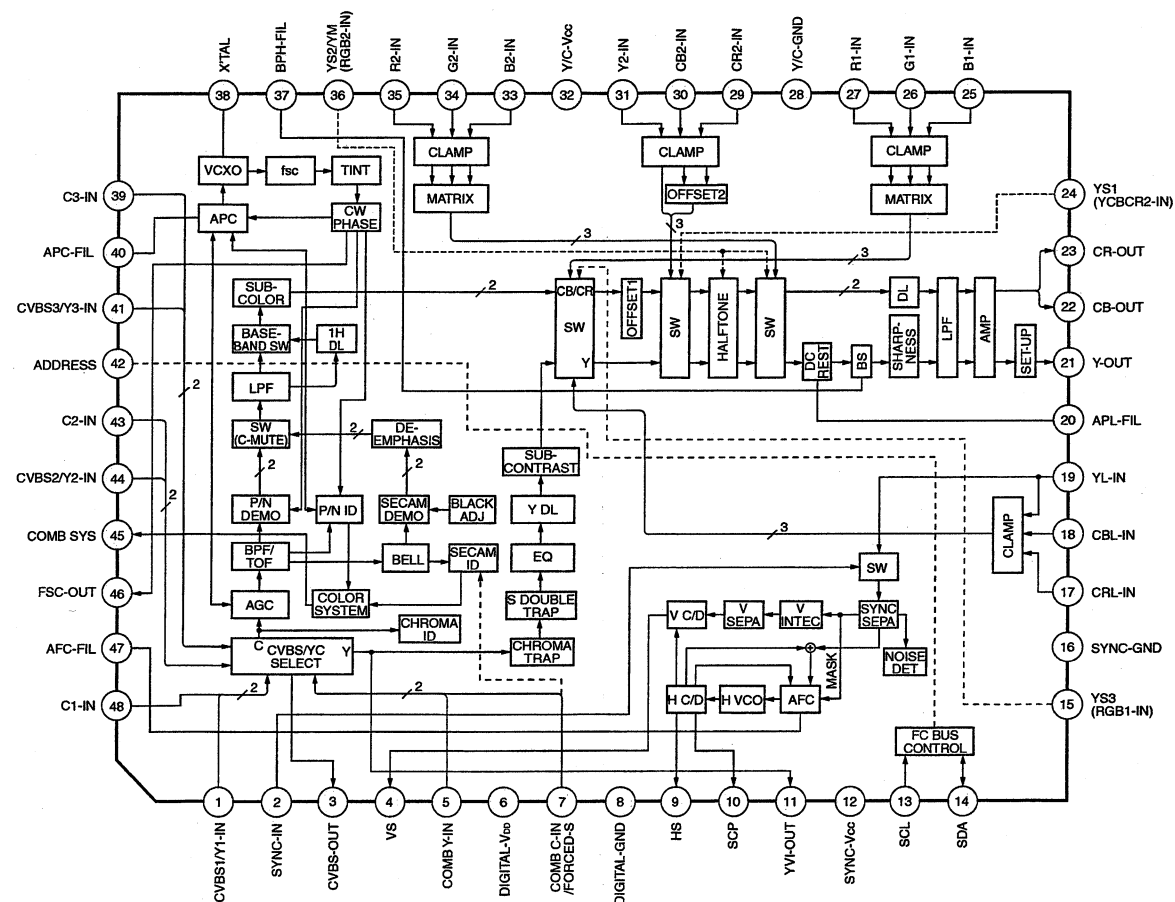 X'TAL
BPH-FIL
YS2/YM
(RGB2-IN)
R2-IN
G2-IN
B2-IN
Y/C-Vcc
Y2-IN
CB2-IN
CR2-IN
Y/C-GND
R1-IN
G1-IN
B1-IN
38
37
36
35
34
33
32
31
30
29
28
27
26
25
C3-IN
39
APC-FIL
40
CVBS3/Y3-IN
41
ADDRESS
42
C2-IN
43
CVBS2/Y2-IN
44
COMB SYS
45
FSC-OUT
46
AFC-FIL
47
C1-IN
48
VCXO
fsc
TINT
APC
CW
PHASE
CLAMP
MATRIX
CLAMP
OFFSET2
CLAMP
MATRIX
3
3
3
SUB-
COLOR
2
BASE-
BAND SW
1H
DL
LPF
2
SW
(C-MUTE)
2
DE-
EMPHASIS
2
2
2
P/N
DEMO
P/N ID
SECAM
DEMO
BLACK
ADJ
BPF/
TOF
BELL
SECAM
ID
AGC
COLOR
SYSTEM
CHROMA
ID
C
CVBS/YC
SELECT
Y
2
2
SUB-
CONTRAST
Y DL
EQ
S DOUBLE
TRAP
CHROMA
TRAP
CB/CR
SW
Y
OFFSET1
SW
HALFTONE
SW
2
DC
REST
BS
DL
SHARP-
NESS
LPF
AMP
SET-UP
3
CLAMP
SW
V C/D
V
SEPA
V
INTEC
SYNC
SEPA
NOISE
DET
MASK
H C/D
H VCO
AFC
I²C BUS
CONTROL
24
YS1
(YCBCR2-IN)
23
CR-OUT
22
CB-OUT
21
Y-OUT
20
APL-FIL
19
YL-IN
18
CBL-IN
17
CRL-IN
16
SYNC-GND
15
YS3
(RGB1-IN)
1
2
3
4
5
6
7
8
9
10
11
12
13
14
CVBS1/Y1-IN
SYNC-IN
CVBS-OUT
VS
COMB Y-IN
DIGITAL-VDD
COMB C-IN
/FORCED-S
DIGITAL-GND
HS
SCP
YVI-OUT
SYNC-Vcc
SCL
SDA